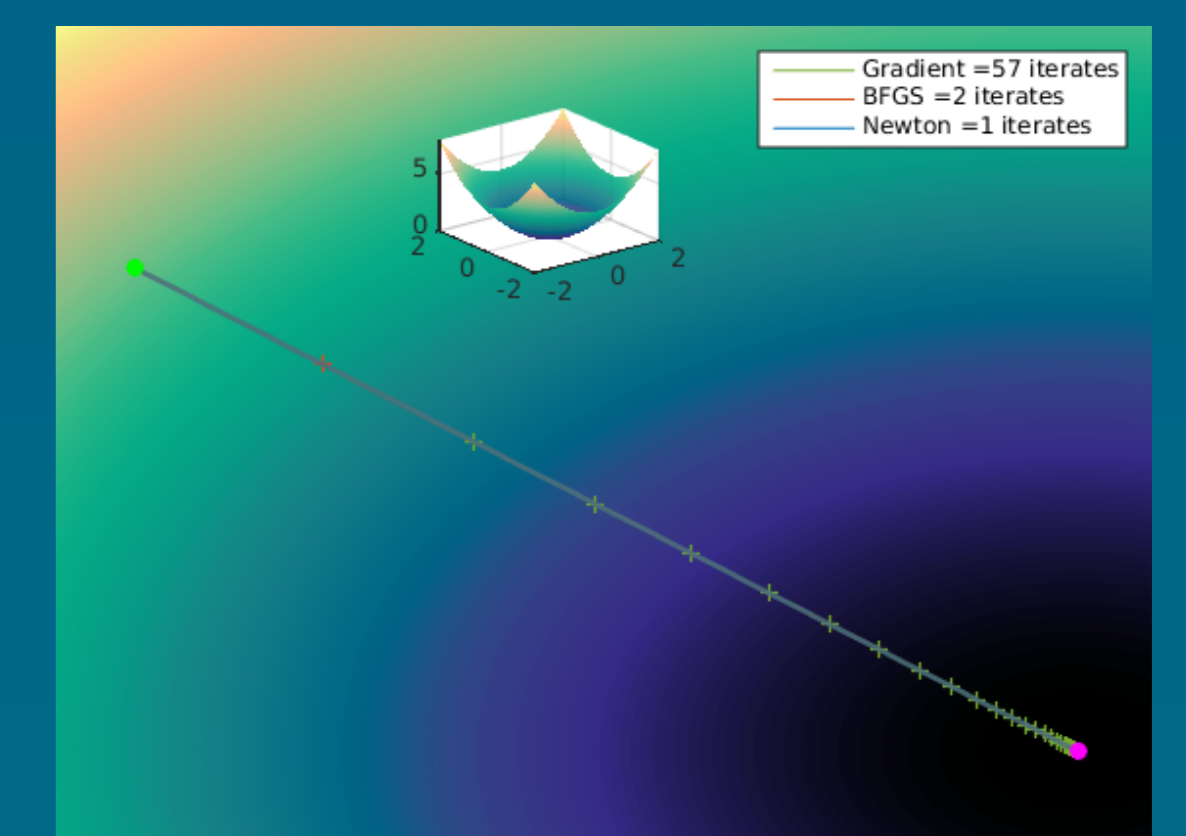 Gradient =57 iterates
BFGS =2 iterates
Newton =1 iterates
5
0
2
0
-2
-2
0
2